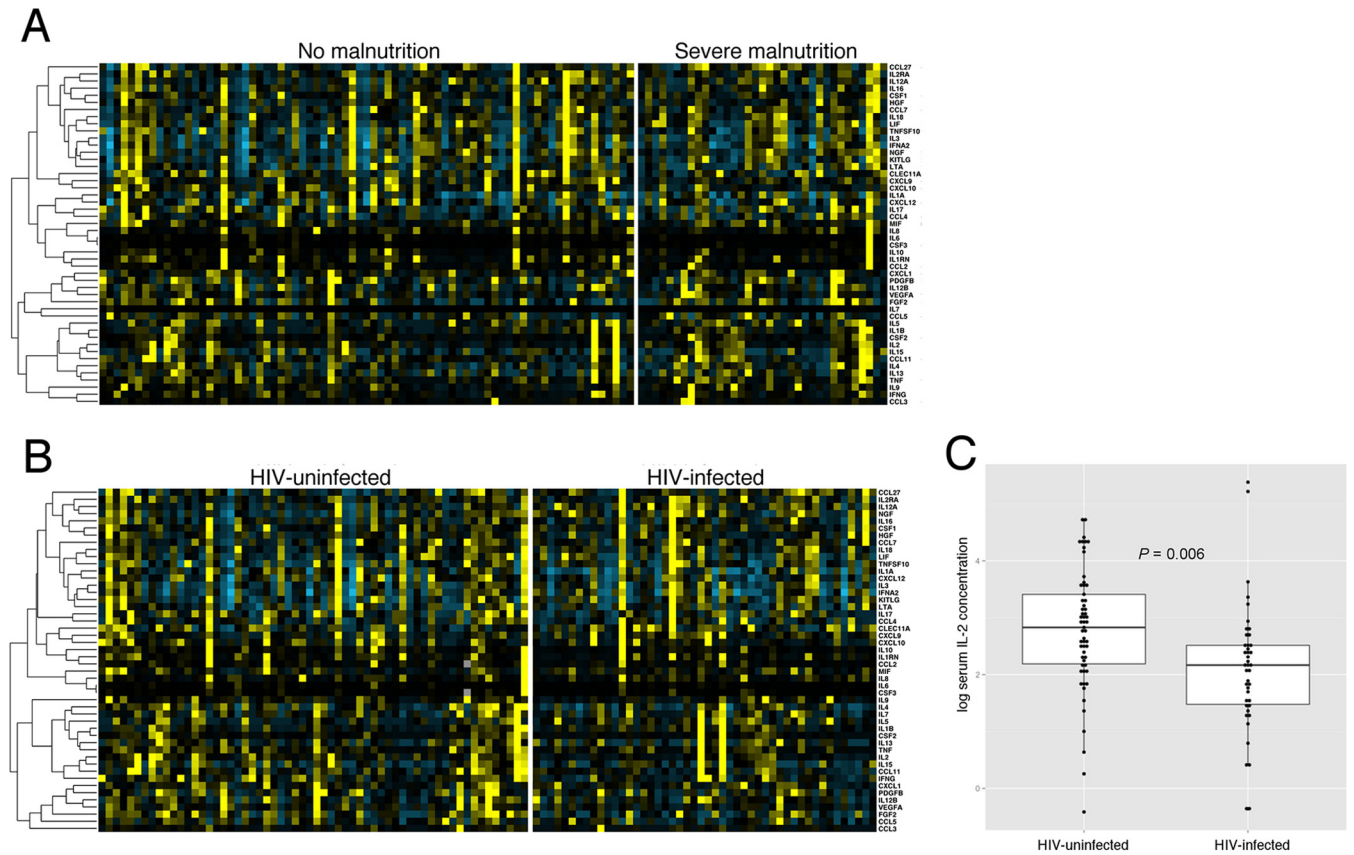 A
No malnutrition
Severe malnutrition
CCL27
IL2RA
IL12A
IL16
CSF1
HGF
CCL7
IL18
LIF
TNFSF10
IL3
IFNA2
NGF
KITLG
LTA
CLEC11A
CXCL9
CXCL10
IL1A
CXCL12
IL17
CCL4
MIF
IL8
IL6
CSF3
IL10
IL1RN
CCL2
CXCL1
PDGFB
IL12B
VEGFA
FGF2
IL7
CCL5
IL5
IL1B
CSF2
IL2
IL15
CCL11
IL4
IL13
TNF
IL9
IFNG
CCL3
B
HIV-uninfected
HIV-infected
CCL27
IL2RA
IL12A
NGF
IL16
CSF1
HGF
CCL7
IL18
LIF
TNFSF10
IL1A
CXCL12
IL3
IFNA2
KITLG
LTA
IL17
CCL4
CLEC11A
CXCL9
CXCL10
IL10
IL1RN
CCL2
MIF
IL8
IL6
CSF3
IL9
IL4
IL7
IL5
IL1B
CSF2
IL13
TNF
IL2
IL15
CCL11
IFNG
CXCL1
PDGFB
IL12B
VEGFA
FGF2
CCL5
CCL3
C
log serum IL-2 concentration
4
2
0
P = 0.006
HIV-uninfected
HIV-infected